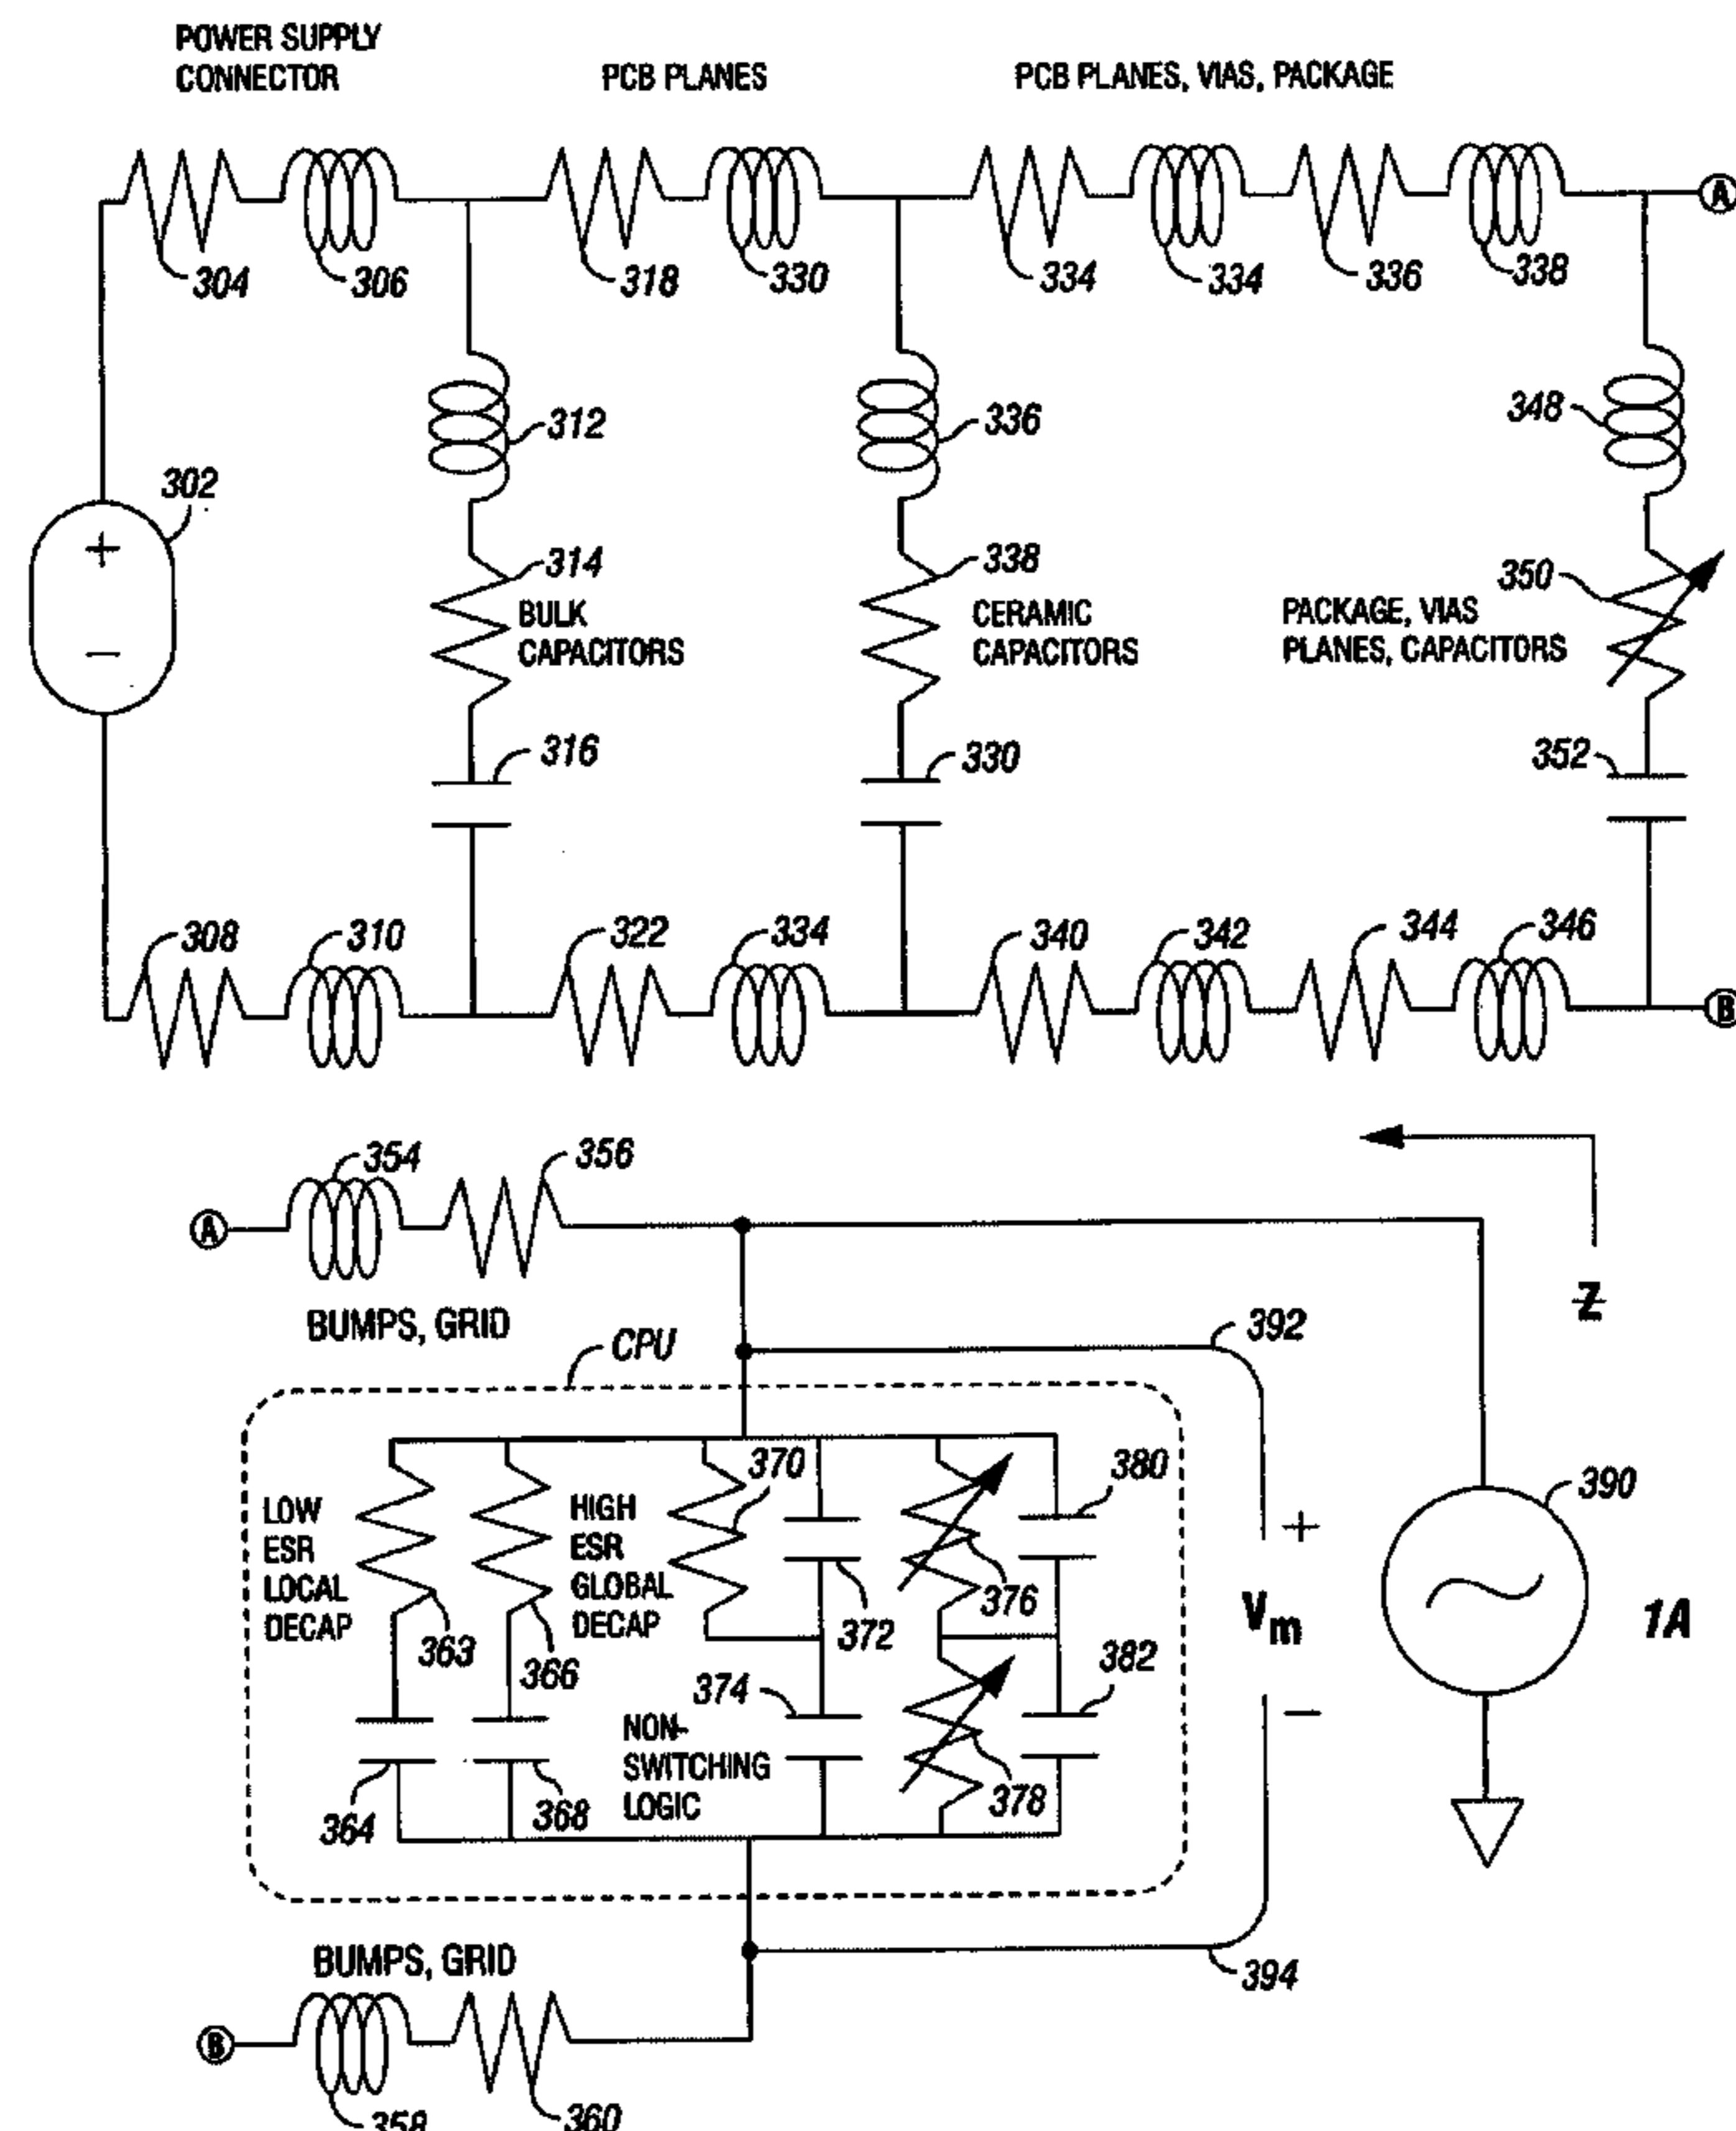 POWER SUPPLY
CONNECTOR
PCB PLANES
PCB PLANES, VIAS, PACKAGE
304
306
318
330
334
334
336
338
A
302
+
−
312
314
BULK
CAPACITORS
316
336
338
CERAMIC
CAPACITORS
330
348
350
PACKAGE, VIAS
PLANES, CAPACITORS
352
308
310
322
334
340
342
344
346
B
354
356
A
BUMPS, GRID
Z
CPU
392
LOW
ESR
LOCAL
DECAP
363
364
366
368
HIGH
ESR
GLOBAL
DECAP
370
372
374
NON-
SWITCHING
LOGIC
376
378
380
382
+
Vm
−
390
1A
394
BUMPS, GRID
B
358
360